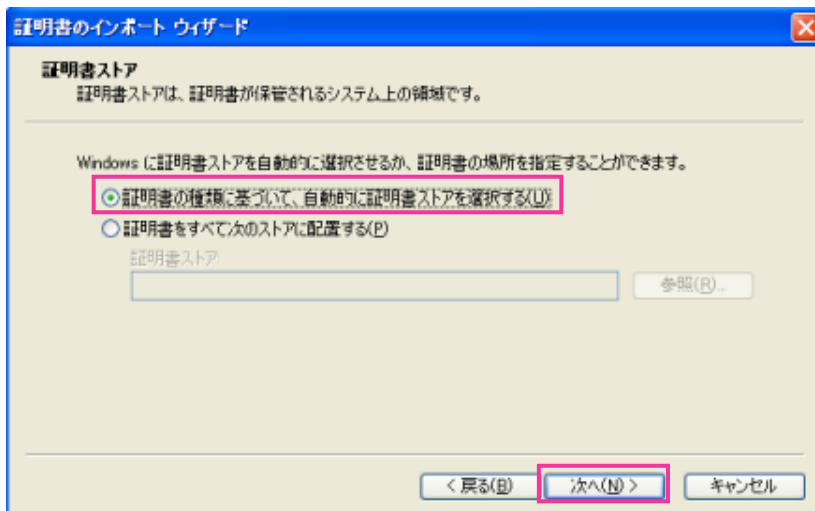 証明書のインポート ウィザード
証明書ストア
証明書ストアは、証明書が保管されるシステム上の領域です。
Windows に証明書ストアを自動的に選択させるか、証明書の場所を指定することができます。
証明書の種類に基づいて、自動的に証明書ストアを選択する(U)
証明書をすべて次のストアに配置する(P)
証明書ストア:
参照(R)...
< 戻る(B)
次へ(N) >
キャンセル